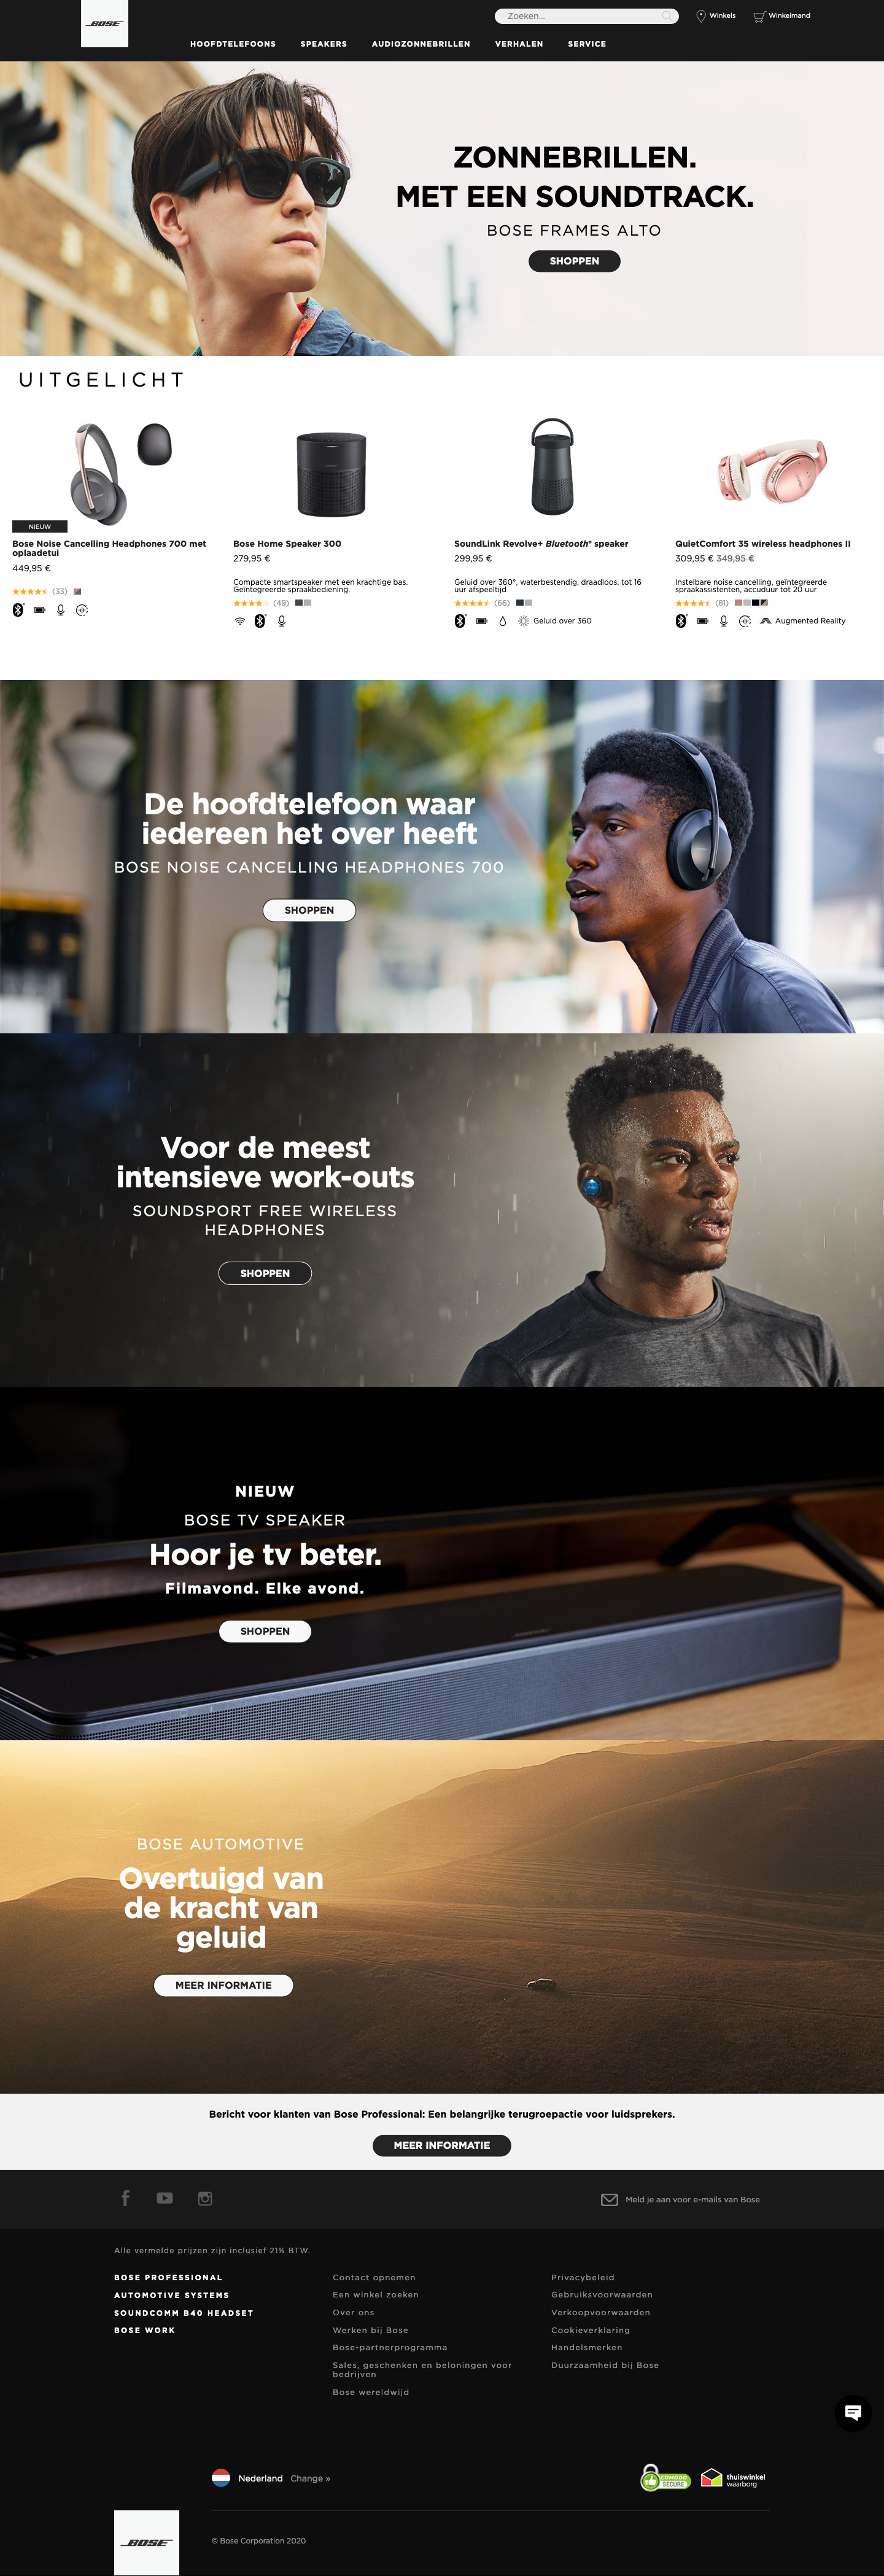 BOSE
Zoeken...
Winkels
Winkelmand
HOOFDTELEFOONS
SPEAKERS
AUDIOZONNEBRILLEN
VERHALEN
SERVICE
ZONNEBRILLEN.
MET EEN SOUNDTRACK.
BOSE FRAMES ALTO
SHOPPEN
UITGELICHT
NIEUW
Bose Noise Cancelling Headphones 700 met
oplaadetui
449,95 €
(33)
Bose Home Speaker 300
279,95 €
Compacte smartspeaker met een krachtige bas.
Geïntegreerde spraakbediening.
(49)
SoundLink Revolve+ Bluetooth® speaker
299,95 €
Geluid over 360°, waterbestendig, draadloos, tot 16
uur afspeeltijd
(66)
Geluid over 360
QuietComfort 35 wireless headphones II
309,95 € 349,95 €
Instelbare noise cancelling, geïntegreerde
spraakassistenten, accuduur tot 20 uur
(81)
Augmented Reality
De hoofdtelefoon waar
iedereen het over heeft
BOSE NOISE CANCELLING HEADPHONES 700
SHOPPEN
Voor de meest
intensieve work-outs
SOUNDSPORT FREE WIRELESS
HEADPHONES
SHOPPEN
NIEUW
BOSE TV SPEAKER
Hoor je tv beter.
Filmavond. Elke avond.
SHOPPEN
BOSE AUTOMOTIVE
Overtuigd van
de kracht van
geluid
MEER INFORMATIE
Bericht voor klanten van Bose Professional: Een belangrijke terugroepactie voor luidsprekers.
MEER INFORMATIE
Meld je aan voor e-mails van Bose
Alle vermelde prijzen zijn inclusief 21% BTW.
BOSE PROFESSIONAL
AUTOMOTIVE SYSTEMS
SOUNDCOMM B40 HEADSET
BOSE WORK
Contact opnemen
Een winkel zoeken
Over ons
Werken bij Bose
Bose-partnerprogramma
Sales, geschenken en beloningen voor
bedrijven
Bose wereldwijd
Privacybeleid
Gebruiksvoorwaarden
Verkoopvoorwaarden
Cookieverklaring
Handelsmerken
Duurzaamheid bij Bose
Nederland Change »
COMODO
SECURE
thuiswinkel
waarborg
BOSE
© Bose Corporation 2020